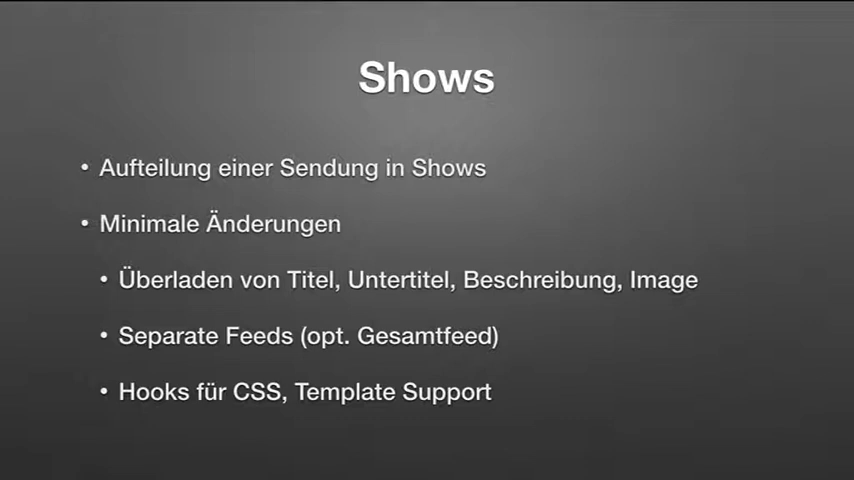 Shows
• Aufteilung einer Sendung in Shows
• Minimale Änderungen
• Überladen von Titel, Untertitel, Beschreibung, Image
• Separate Feeds (opt. Gesamtfeed)
• Hooks für CSS, Template Support